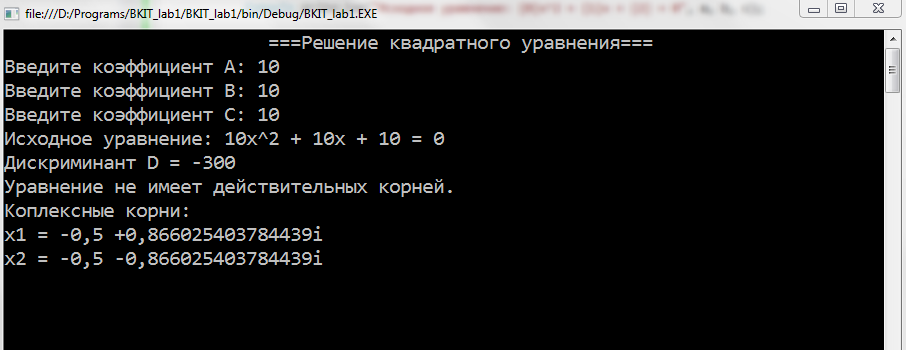 file:///D:/Programs/BKIT_lab1/BKIT_lab1/bin/Debug/BKIT_lab1.EXE
===Решение квадратного уравнения===
Введите коэффициент A: 10
Введите коэффициент B: 10
Введите коэффициент C: 10
Исходное уравнение: 10x^2 + 10x + 10 = 0
Дискриминант D = -300
Уравнение не имеет действительных корней.
Коплексные корни:
x1 = -0,5 +0,866025403784439i
x2 = -0,5 -0,866025403784439i